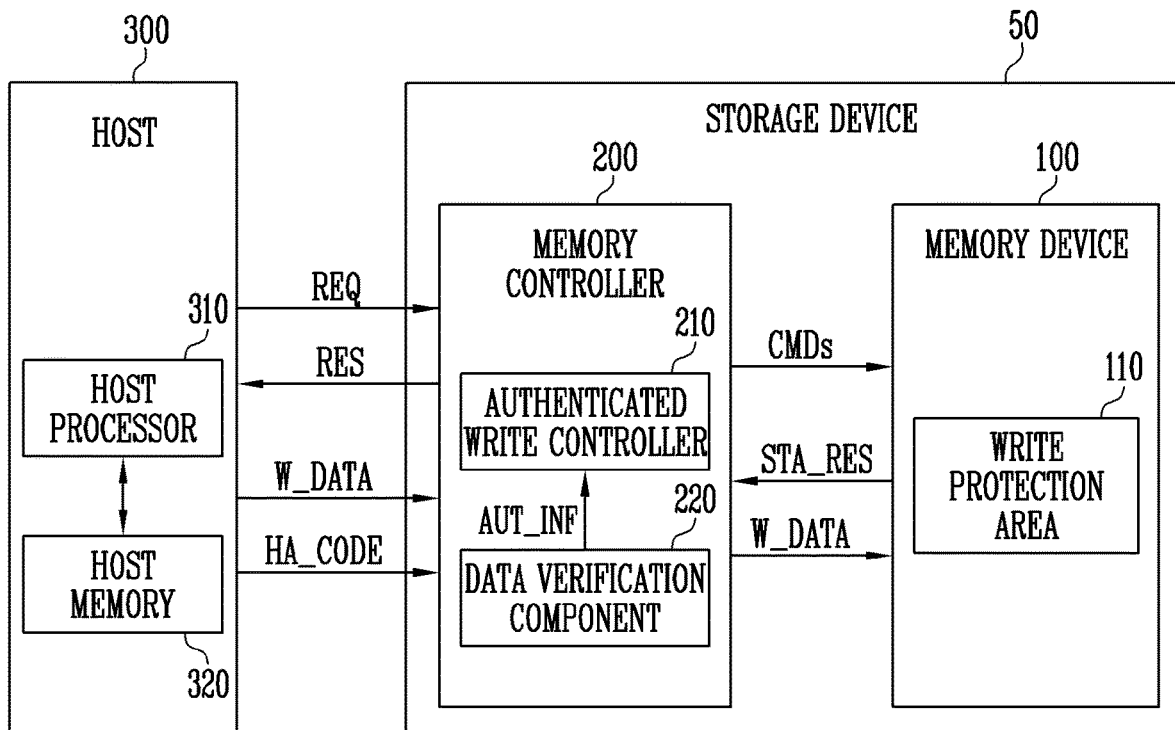 300
HOST
310
HOST
PROCESSOR
HOST
MEMORY
320
REQ
RES
W_DATA
HA_CODE
50
STORAGE DEVICE
200
MEMORY
CONTROLLER
210
AUTHENTICATED
WRITE CONTROLLER
AUT_INF
220
DATA VERIFICATION
COMPONENT
CMDs
STA_RES
W_DATA
100
MEMORY DEVICE
110
WRITE
PROTECTION
AREA